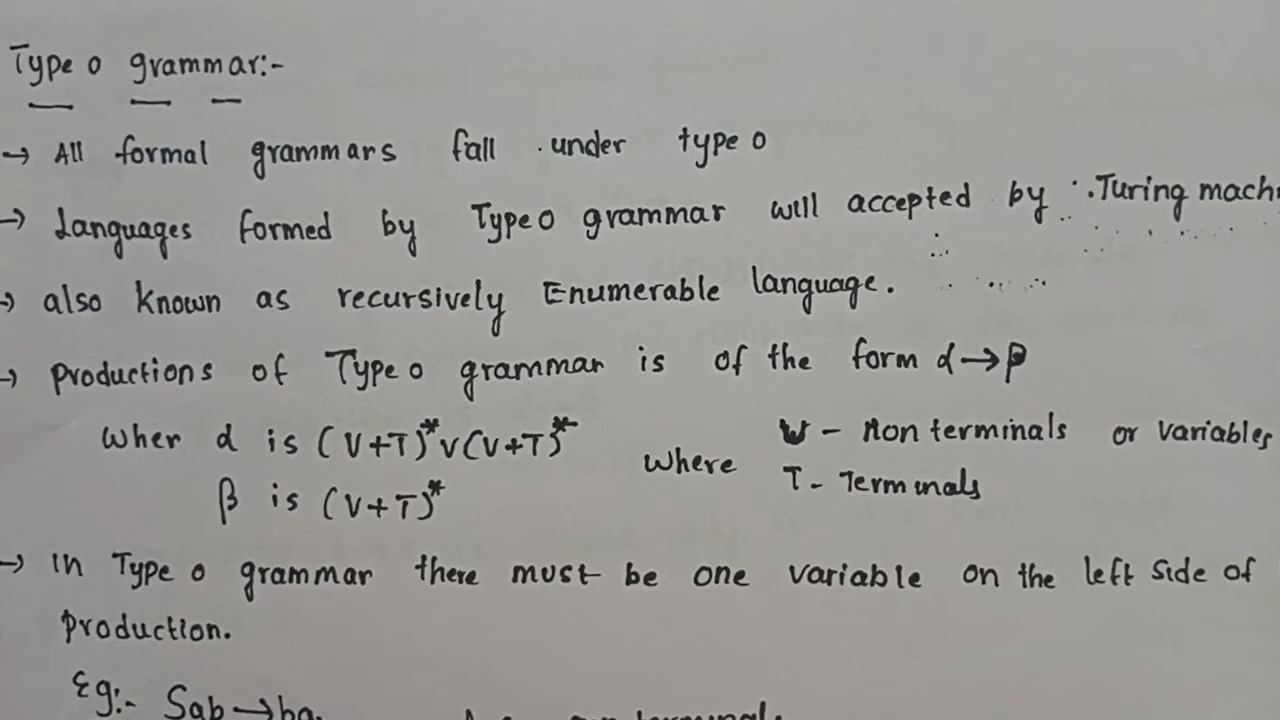 Type 0 grammar:-
→ All formal grammars fall under type 0
→ Languages formed by Type 0 grammar will accepted by Turing machi
→ also known as recursively Enumerable language.
→ productions of Type 0 grammar is of the form α→β
Wher α is (V+T)*V(V+T)* where V - Non terminals or variables
β is (V+T)* T - Terminals
→ In Type 0 grammar there must be one variable on the left side of
production.
Eg:- Sab→ba